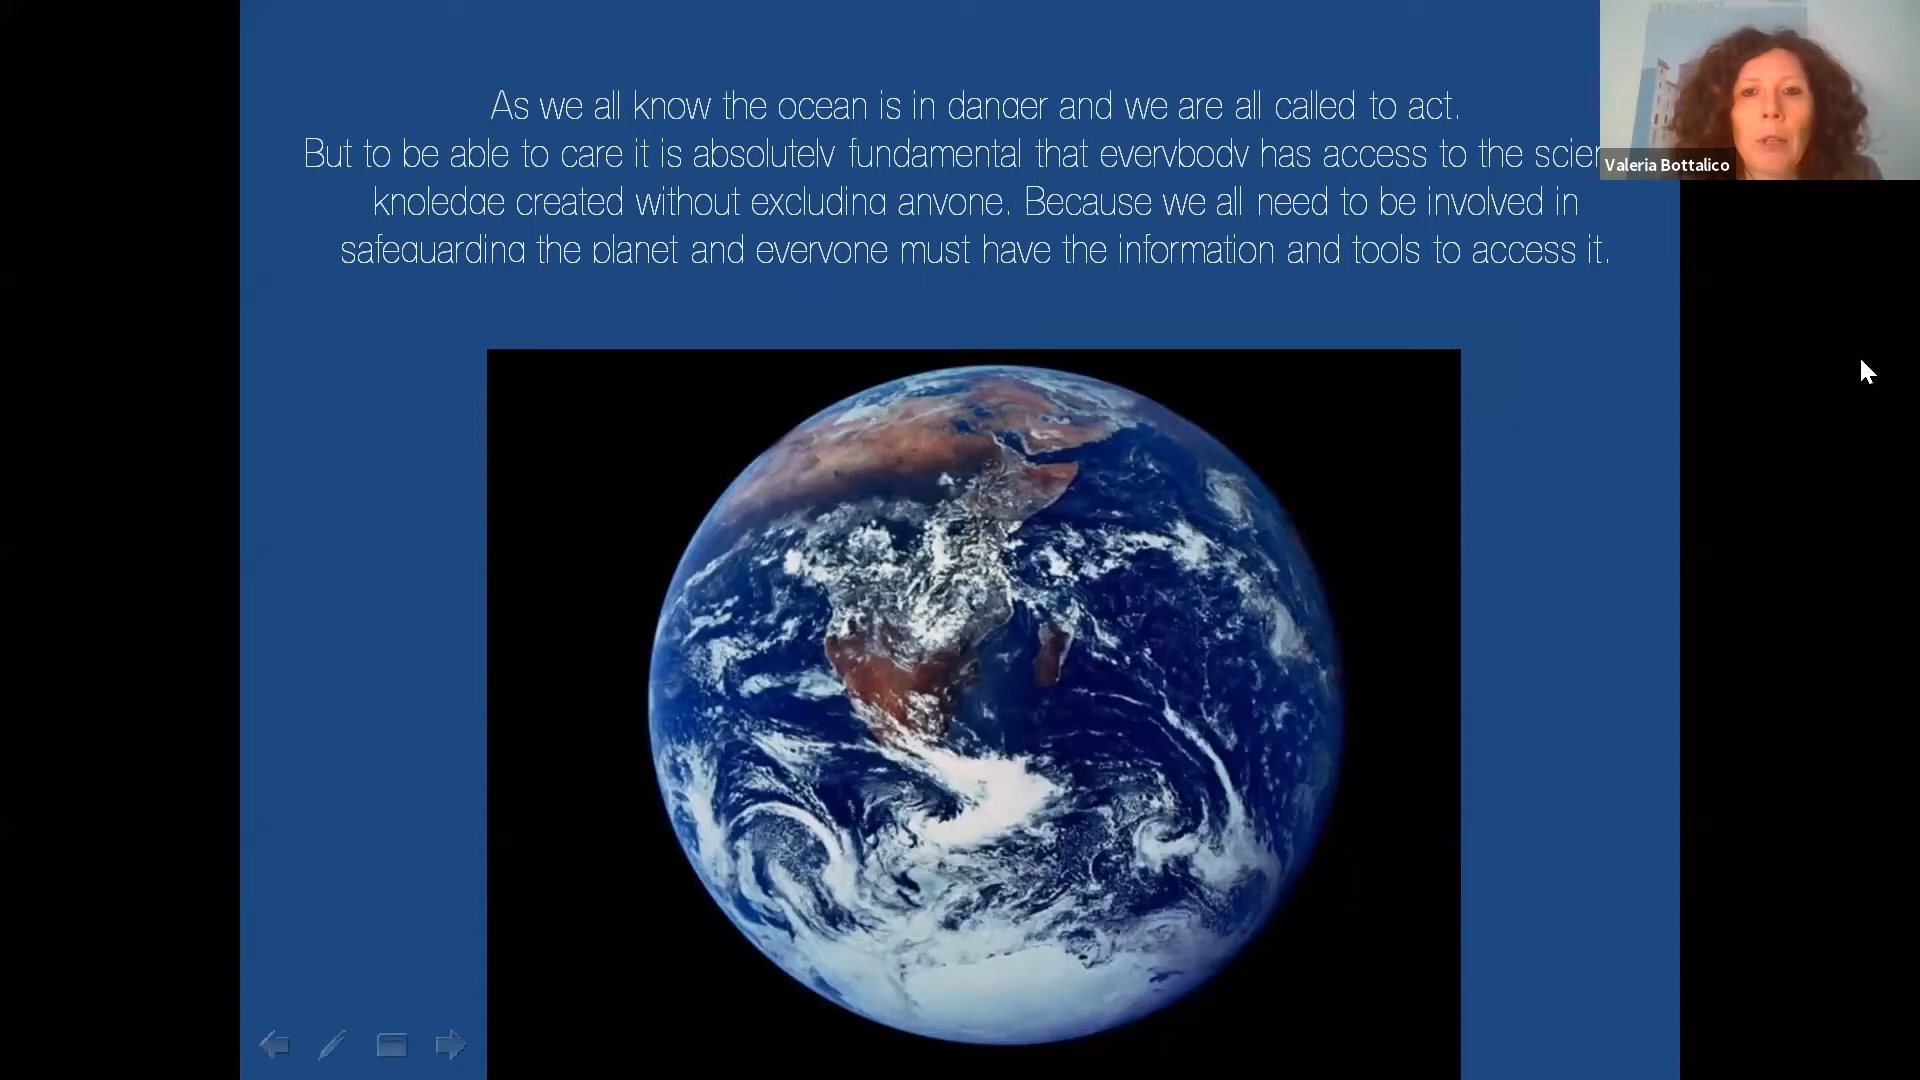 As we all know the ocean is in danger and we are all called to act.
But to be able to care it is absolutely fundamental that everybody has access to the
knoledge created without excluding anyone. Because we all need to be involved in
safeguarding the planet and everyone must have the information and tools to access it.
Valeria Bottalico